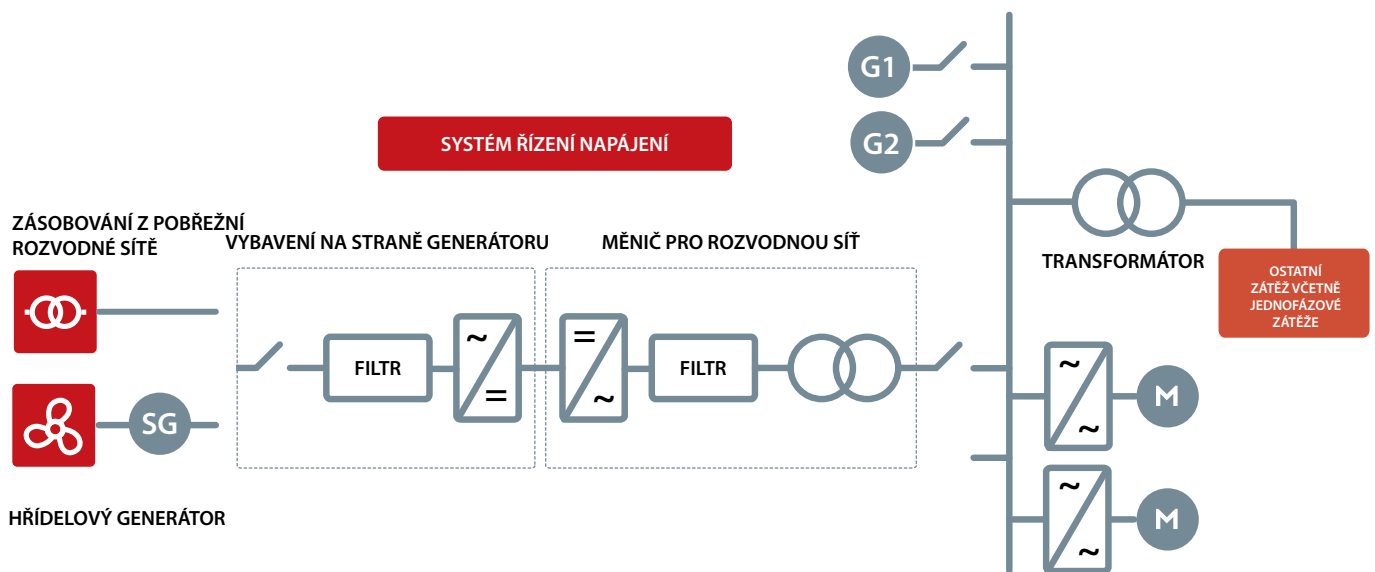 G1
G2
SYSTÉM ŘÍZENÍ NAPÁJENÍ
ZÁSOBOVÁNÍ Z POBŘEŽNÍ
ROZVODNÉ SÍTĚ
VYBAVENÍ NA STRANĚ GENERÁTORU
MĚNIČ PRO ROZVODNOU SÍŤ
TRANSFORMÁTOR
OSTATNÍ
ZÁTĚŽ VČETNĚ
JEDNOFÁZOVÉ
ZÁTĚŽE
~
=
FILTR
=
~
FILTR
~
~
M
SG
HŘÍDELOVÝ GENERÁTOR
~
~
M